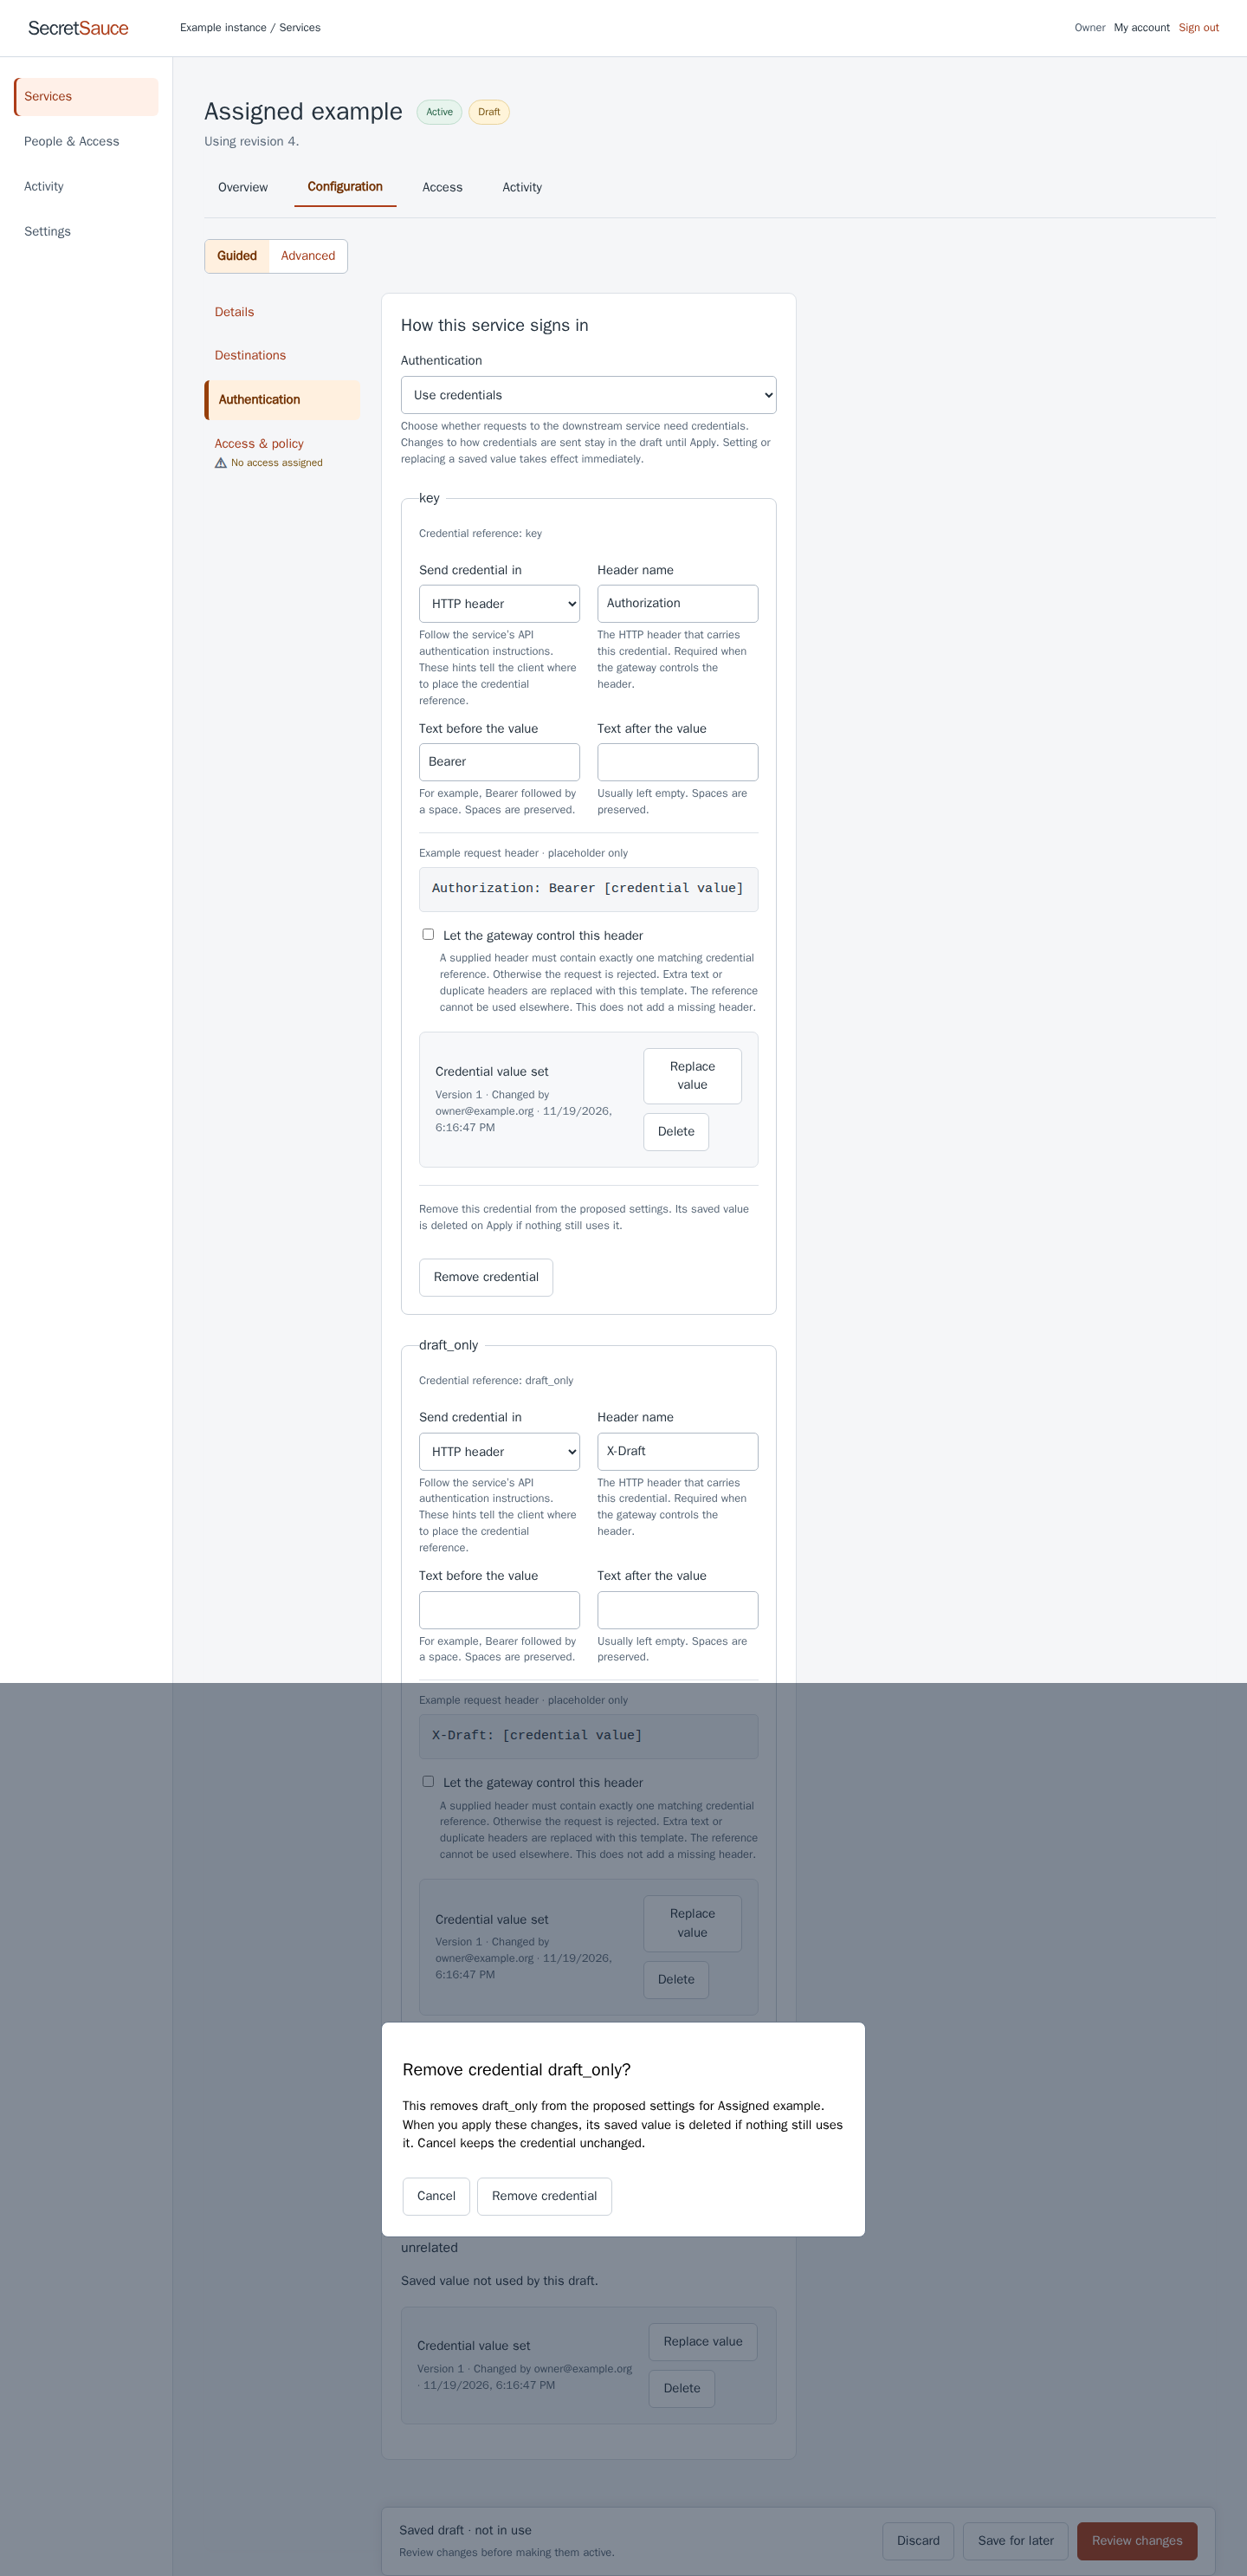 SecretSauce
Example instance / Services
Owner My account Sign out
Services
People & Access
Activity
Settings
Assigned example Active Draft
Using revision 4.
Overview Configuration Access Activity
Guided Advanced
Details
Destinations
Authentication
Access & policy
No access assigned
How this service signs in
Authentication
Use credentials
Choose whether requests to the downstream service need credentials.
Changes to how credentials are sent stay in the draft until Apply. Setting or
replacing a saved value takes effect immediately.
key
Credential reference: key
Send credential in
HTTP header
Follow the service's API
authentication instructions.
These hints tell the client where
to place the credential
reference.
Header name
Authorization
The HTTP header that carries
this credential. Required when
the gateway controls the
header.
Text before the value
Bearer
For example, Bearer followed by
a space. Spaces are preserved.
Text after the value
Usually left empty. Spaces are
preserved.
Example request header · placeholder only
Authorization: Bearer [credential value]
Let the gateway control this header
A supplied header must contain exactly one matching credential
reference. Otherwise the request is rejected. Extra text or
duplicate headers are replaced with this template. The reference
cannot be used elsewhere. This does not add a missing header.
Credential value set
Version 1 · Changed by
owner@example.org · 11/19/2026,
6:16:47 PM
Replace
value
Delete
Remove this credential from the proposed settings. Its saved value
is deleted on Apply if nothing still uses it.
Remove credential
draft_only
Credential reference: draft_only
Send credential in
HTTP header
Follow the service's API
authentication instructions.
These hints tell the client where
to place the credential
reference.
Header name
X-Draft
The HTTP header that carries
this credential. Required when
the gateway controls the
header.
Text before the value
For example, Bearer followed by
a space. Spaces are preserved.
Text after the value
Usually left empty. Spaces are
preserved.
Example request header · placeholder only
X-Draft: [credential value]
Let the gateway control this header
A supplied header must contain exactly one matching credential
reference. Otherwise the request is rejected. Extra text or
duplicate headers are replaced with this template. The reference
cannot be used elsewhere. This does not add a missing header.
Credential value set
Version 1 · Changed by
owner@example.org · 11/19/2026,
6:16:47 PM
Replace
value
Delete
Remove credential draft_only?
This removes draft_only from the proposed settings for Assigned example.
When you apply these changes, its saved value is deleted if nothing still uses
it. Cancel keeps the credential unchanged.
Cancel
Remove credential
unrelated
Saved value not used by this draft.
Credential value set
Version 1 · Changed by owner@example.org
· 11/19/2026, 6:16:47 PM
Replace value
Delete
Saved draft · not in use
Review changes before making them active.
Discard
Save for later
Review changes